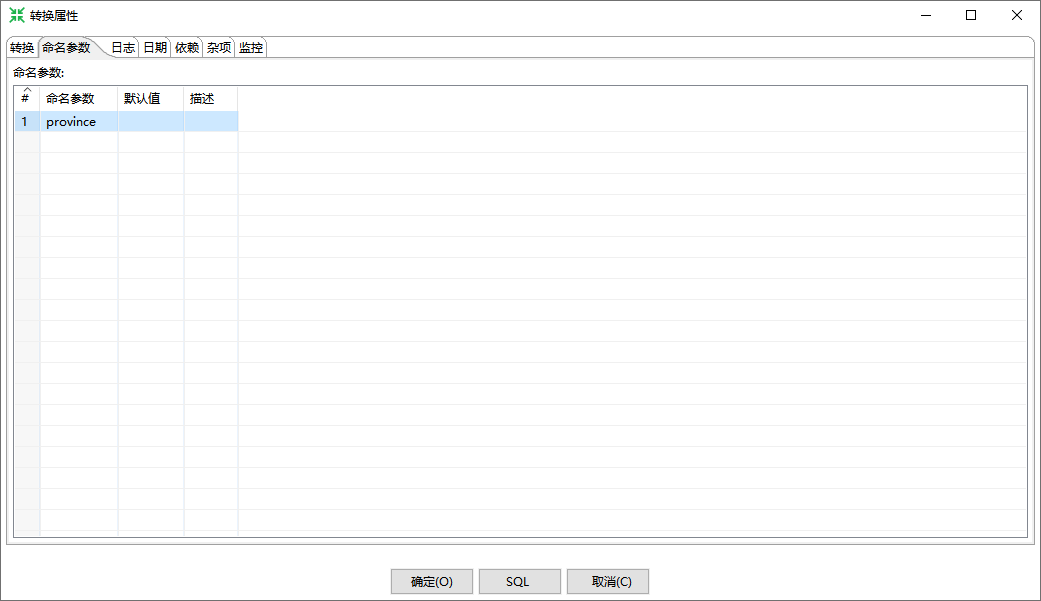 转换属性
转换 命名参数 日志 日期 依赖 杂项 监控
命名参数:
# 命名参数 默认值 描述
1 province
确定(O) SQL 取消(C)